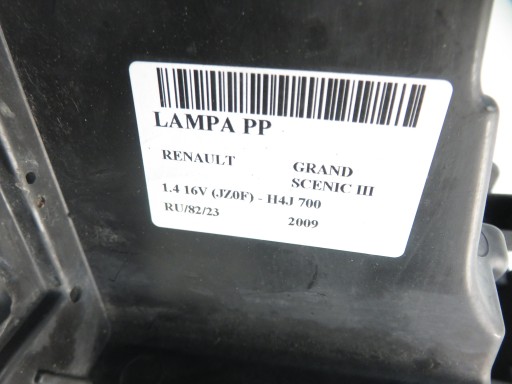 LAMPA PP
RENAULT GRAND
SCENIC III
1.4 16V (JZ0F) - H4J 700
RU/82/23 2009